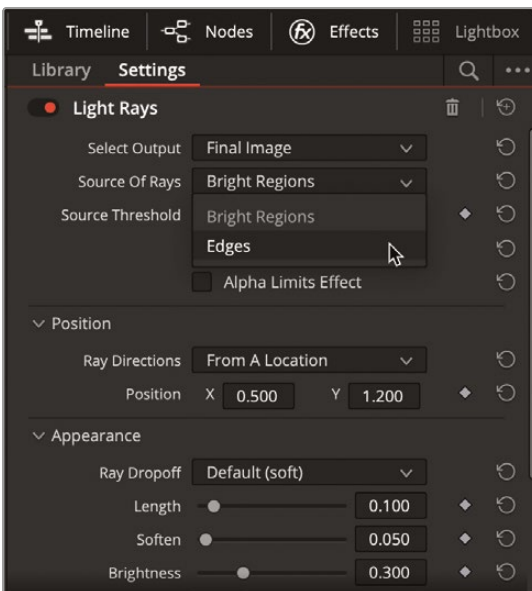 Timeline Nodes fx Effects Lightbox
Library Settings
Light Rays
Select Output Final Image
Source Of Rays Bright Regions
Source Threshold Bright Regions
Edges
Alpha Limits Effect
Position
Ray Directions From A Location
Position X 0.500 Y 1.200
Appearance
Ray Dropoff Default (soft)
Length 0.100
Soften 0.050
Brightness 0.300